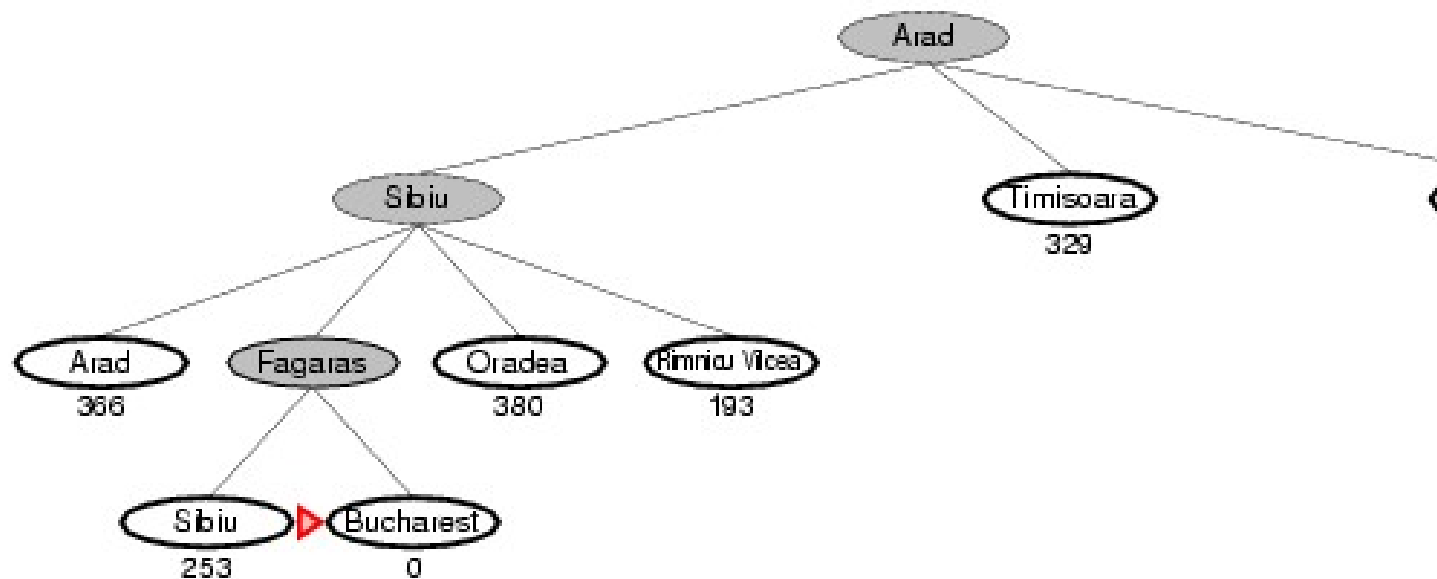 Arad
Sibiu
Timisoara
329
Arad
Fagaras
Oradea
Rimnicu Vilcea
366
380
193
Sibiu
Bucharest
253
0